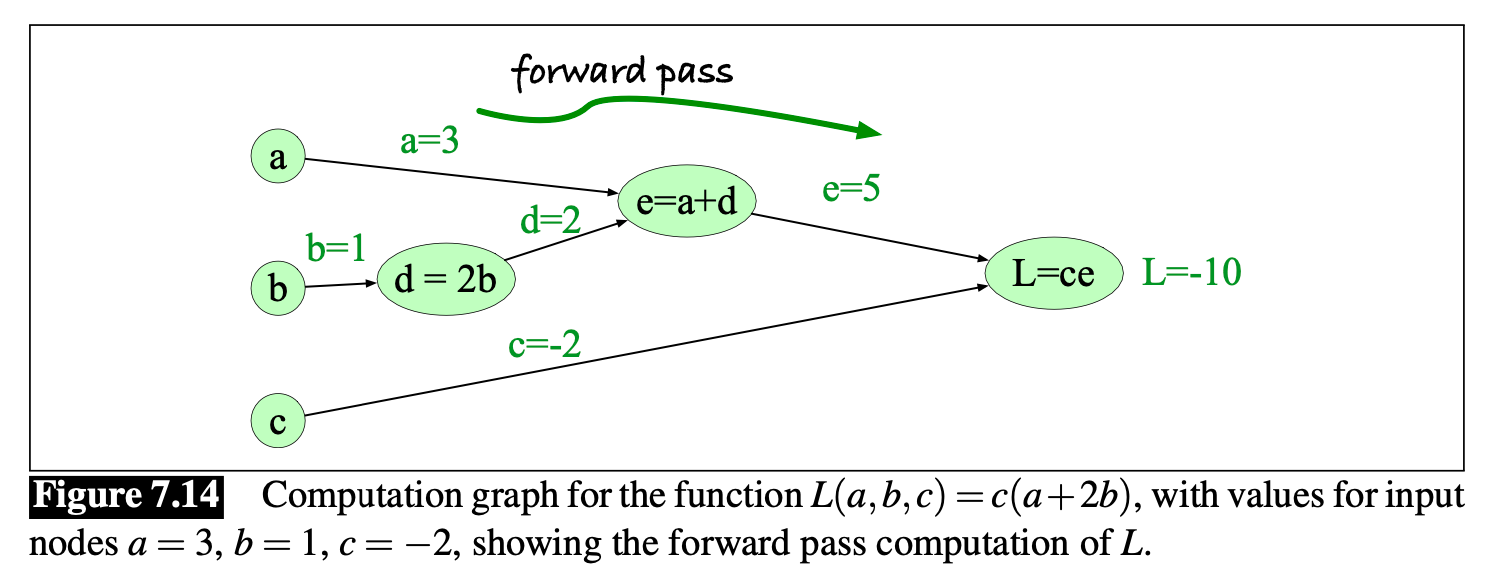 forward pass
a=3
a
e=a+d
e=5
d=2
b=1
d = 2b
b
L=ce
L=-10
c=-2
c
Figure 7.14 Computation graph for the function L(a,b,c) = c(a+2b), with values for input
nodes a = 3, b = 1, c = −2, showing the forward pass computation of L.